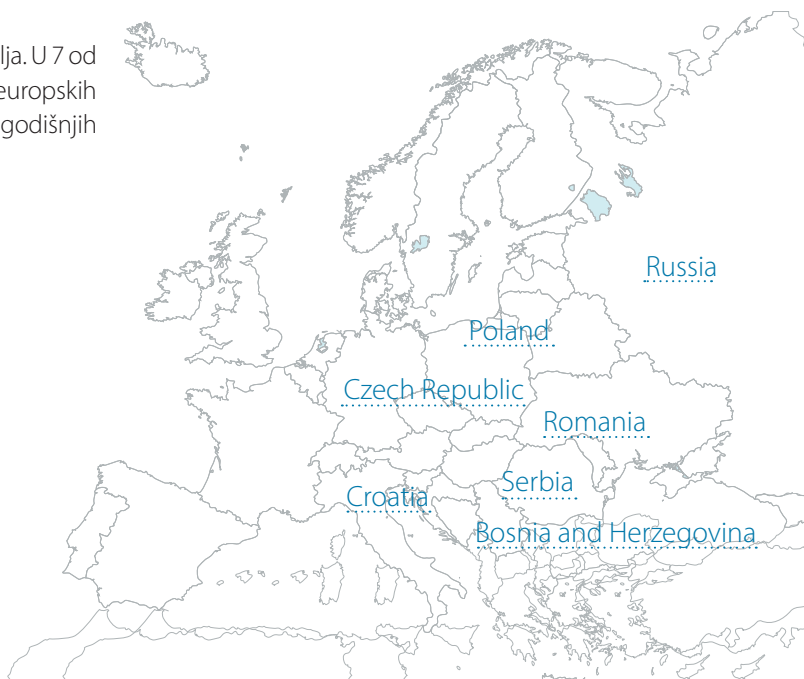 lja. U 7 od
europskih
godišnjih
Russia
Poland
Czech Republic
Romania
Serbia
Croatia
Bosnia and Herzegovina